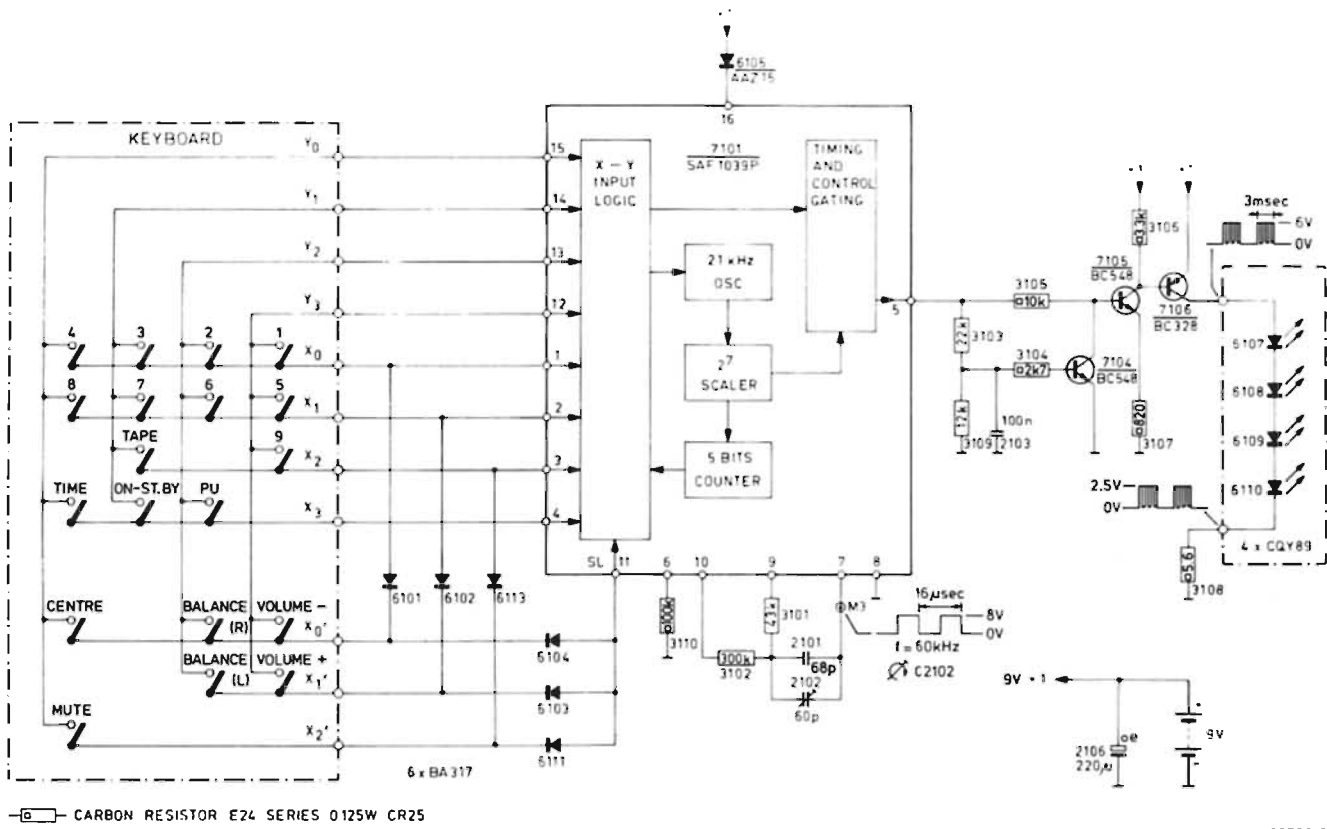 KEYBOARD
Y0
Y1
Y2
Y3
4 3 2 1 X0
8 7 6 5 X1
TAPE 9 X2
TIME ON-ST.BY PU X3
CENTRE BALANCE (R) VOLUME - X0'
BALANCE (L) VOLUME + X1'
MUTE X2'
6101 6102 6113
6104
6103
6111
6 x BA317
6105
AAZ15
16
7101
SAF1039P
15
14
13
12
1
2
3
4
X - Y
INPUT
LOGIC
TIMING
AND
CONTROL
GATING
21 kHz
OSC
2^7
SCALER
5 BITS
COUNTER
5
SL 11 6 10 9 7 8
100k
3110
300k
3102
3101
2101
68p
2102
60p
M3
16 µsec
8V
0V
f = 60kHz
C2102
3105
10k
22k
3103
3104
2k7
7104
BC548
12k
3109
100n
2103
3.3k
3106
7105
BC548
7106
BC328
820
3107
3msec
6V
0V
6107
6108
6109
6110
2.5V
0V
4 x CQY89
5.6
3108
9V •1
2106
220µ
9V
CARBON RESISTOR E24 SERIES 0.125W CR25